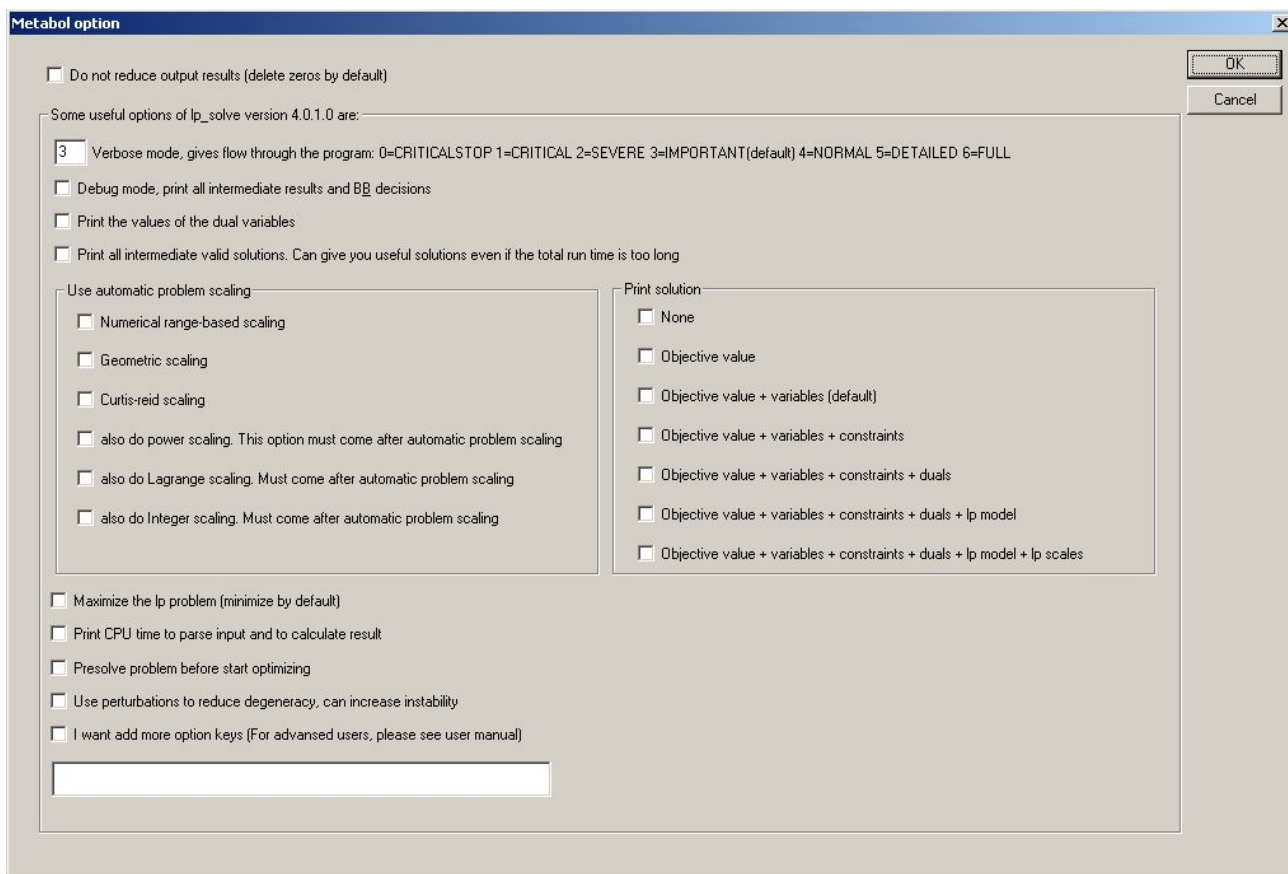 Metabol option
Do not reduce output results (delete zeros by default)
OK
Cancel
Some useful options of lp_solve version 4.0.1.0 are:
3 Verbose mode, gives flow through the program: 0=CRITICALSTOP 1=CRITICAL 2=SEVERE 3=IMPORTANT(default) 4=NORMAL 5=DETAILED 6=FULL
Debug mode, print all intermediate results and BB decisions
Print the values of the dual variables
Print all intermediate valid solutions. Can give you useful solutions even if the total run time is too long
Use automatic problem scaling
Numerical range-based scaling
Geometric scaling
Curtis-reid scaling
also do power scaling. This option must come after automatic problem scaling
also do Lagrange scaling. Must come after automatic problem scaling
also do Integer scaling. Must come after automatic problem scaling
Print solution
None
Objective value
Objective value + variables (default)
Objective value + variables + constraints
Objective value + variables + constraints + duals
Objective value + variables + constraints + duals + lp model
Objective value + variables + constraints + duals + lp model + lp scales
Maximize the lp problem (minimize by default)
Print CPU time to parse input and to calculate result
Presolve problem before start optimizing
Use perturbations to reduce degeneracy, can increase instability
I want add more option keys (For advansed users, please see user manual)